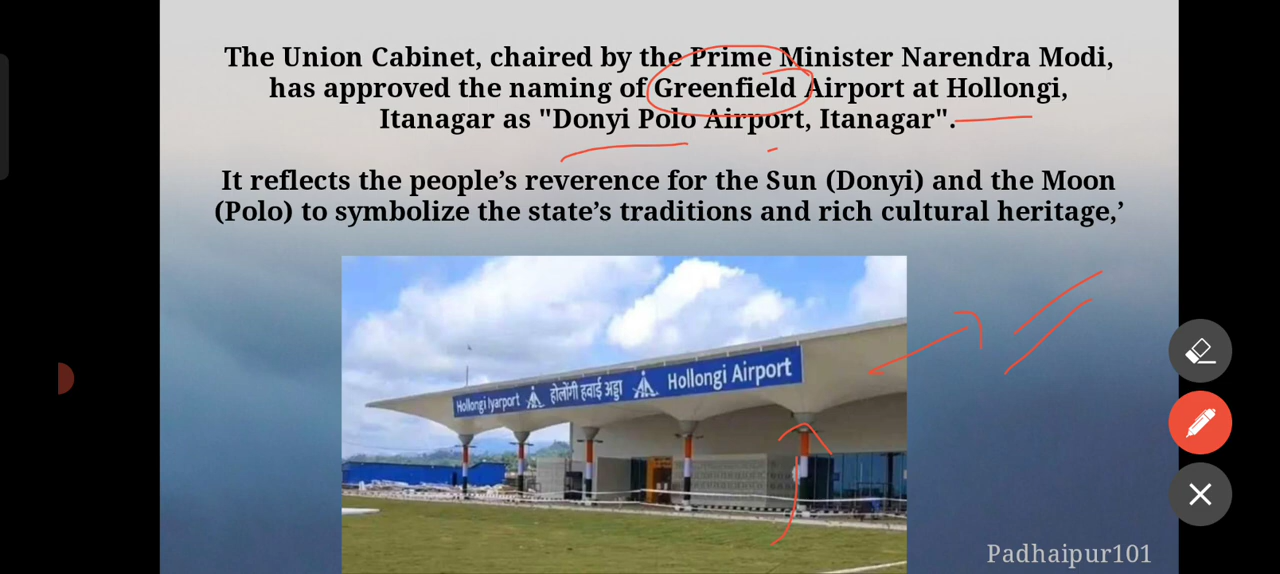 The Union Cabinet, chaired by the Prime Minister Narendra Modi,
has approved the naming of Greenfield Airport at Hollongi,
Itanagar as "Donyi Polo Airport, Itanagar".
It reflects the people’s reverence for the Sun (Donyi) and the Moon
(Polo) to symbolize the state’s traditions and rich cultural heritage,’
Hollongi Iyarport होलोंगी हवाई अड्डा Hollongi Airport
Padhaipur101